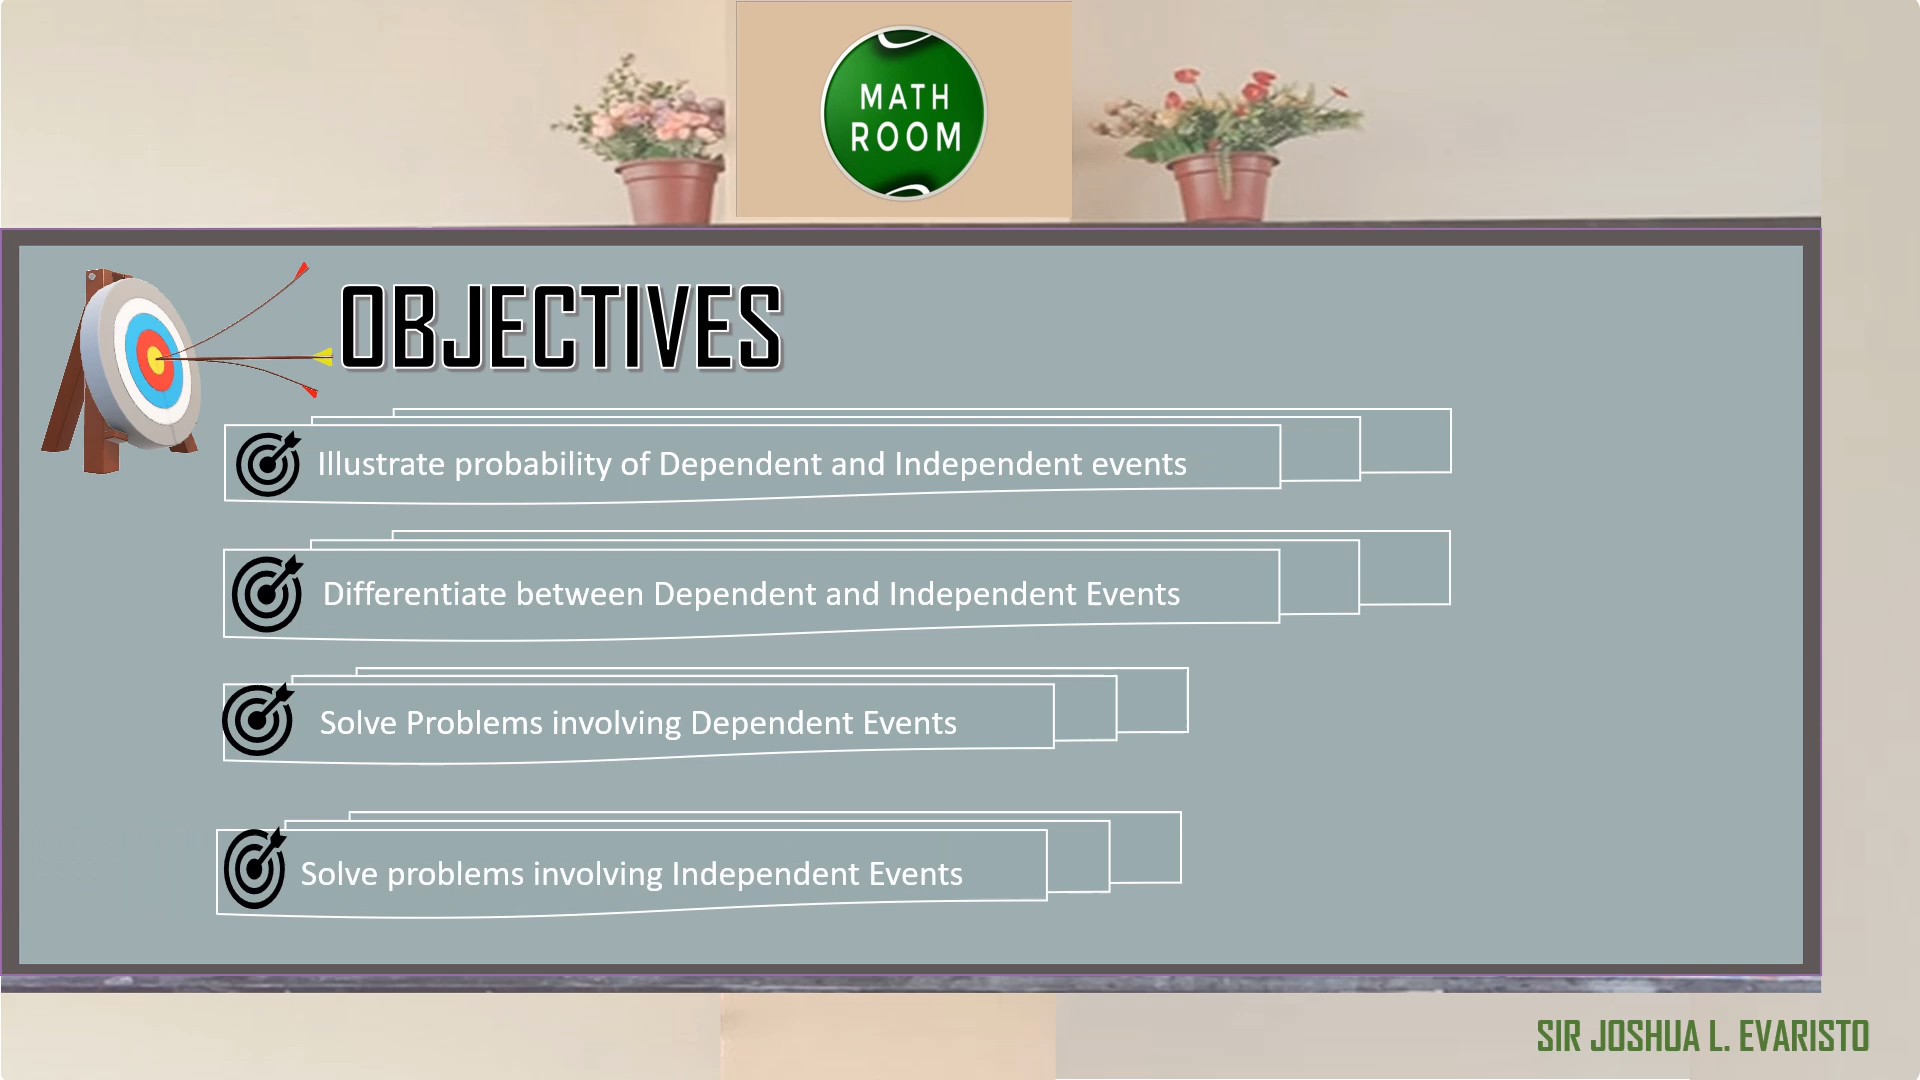 MATH
ROOM
OBJECTIVES
Illustrate probability of Dependent and Independent events
Differentiate between Dependent and Independent Events
Solve Problems involving Dependent Events
Solve problems involving Independent Events
SIR JOSHUA L. EVARISTO